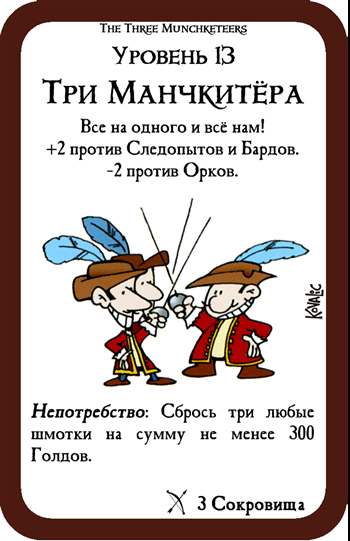 The Three Munchketeers
Уровень 13
Три Манчкитёра
Все на одного и всё нам!
+2 против Следопытов и Бардов.
-2 против Орков.
Kovalic
Непотребство: Сбрось три любые
шмотки на сумму не менее 300
Голдов.
3 Сокровища